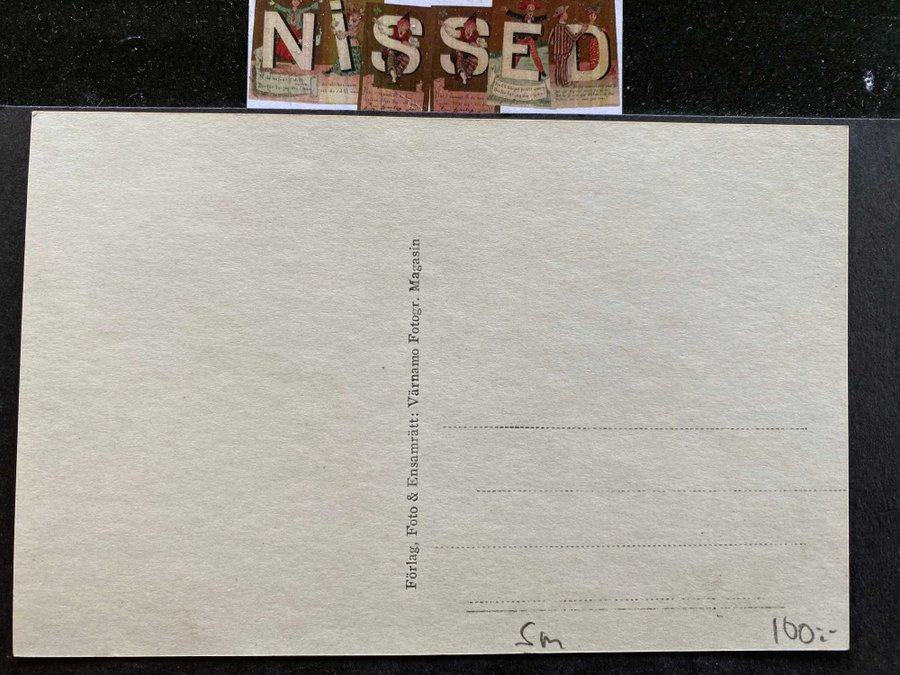 NiSSED
Förlag, Foto & Ensamrätt: Värnamo Fotogr. Magasin
Sm
100:-